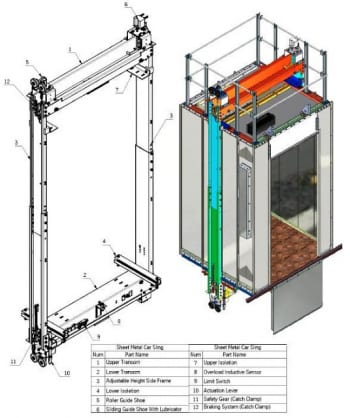 6
1
5
12
7
3
3
4
2
9
8
11
10
Sheet Metal Car Sling Sheet Metal Car Sling
Num Part Name Num Part Name
1 Upper Transom 7 Upper Isolation
2 Lower Transom 8 Overload Inductive Sensor
3 Adjustable Height Side Frame 9 Limit Switch
4 Lower Isolation 10 Actuation Lever
5 Roller Guide Shoe 11 Safety Gear (Catch Clamp)
6 Sliding Guide Shoe With Lubricator 12 Braking System (Catch Clamp)